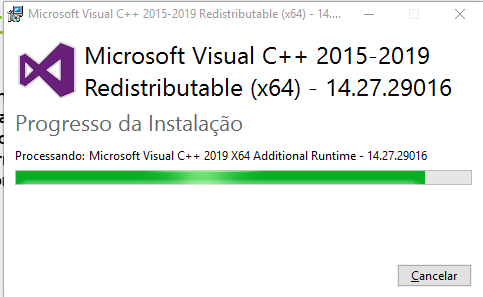 Microsoft Visual C++ 2015-2019 Redistributable (x64) - 14....
Microsoft Visual C++ 2015-2019
Redistributable (x64) - 14.27.29016
Progresso da Instalação
Processando: Microsoft Visual C++ 2019 X64 Additional Runtime - 14.27.29016
Cancelar